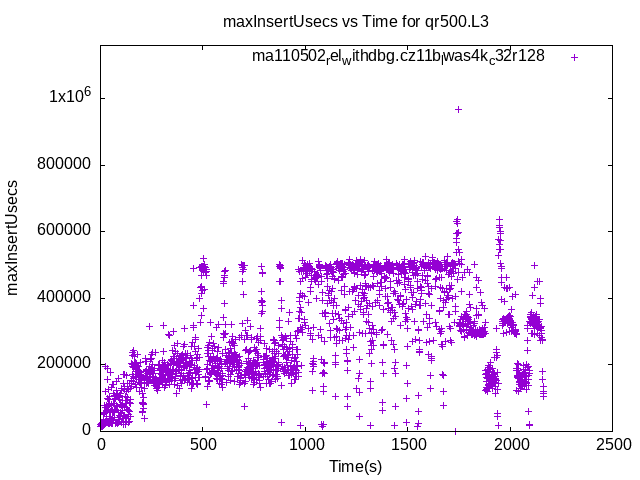 maxInsertUsecs vs Time for qr500.L3
ma110502_rel_withdbg.cz11b_lwas4k_c32r128
1x10^6
800000
600000
400000
200000
0
maxInsertUsecs
0 500 1000 1500 2000 2500
Time(s)